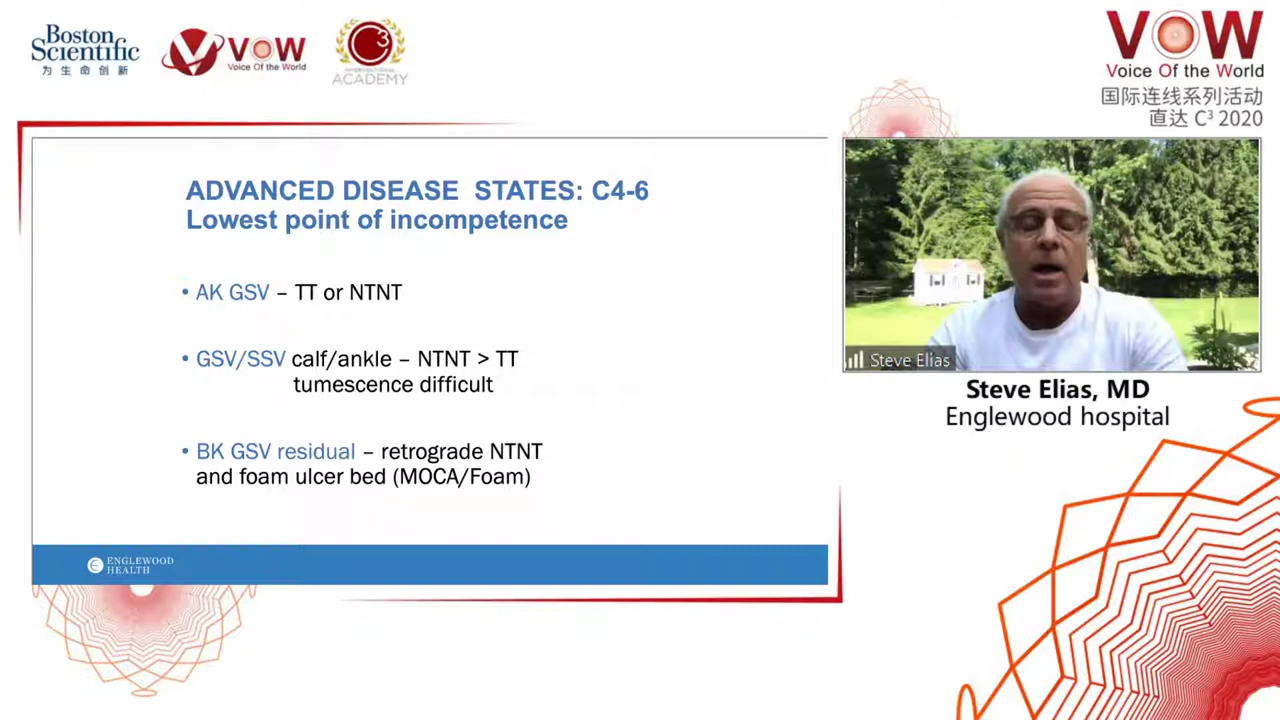 Boston
Scientific
为生命创新
VOW
Voice Of the World
C3
ACADEMY
VOW
Voice Of the World
国际连线系列活动
直达 C3 2020
ADVANCED DISEASE STATES: C4-6
Lowest point of incompetence
• AK GSV – TT or NTNT
• GSV/SSV calf/ankle – NTNT > TT
tumescence difficult
• BK GSV residual – retrograde NTNT
and foam ulcer bed (MOCA/Foam)
ENGLEWOOD
HEALTH
Steve Elias
Steve Elias, MD
Englewood hospital